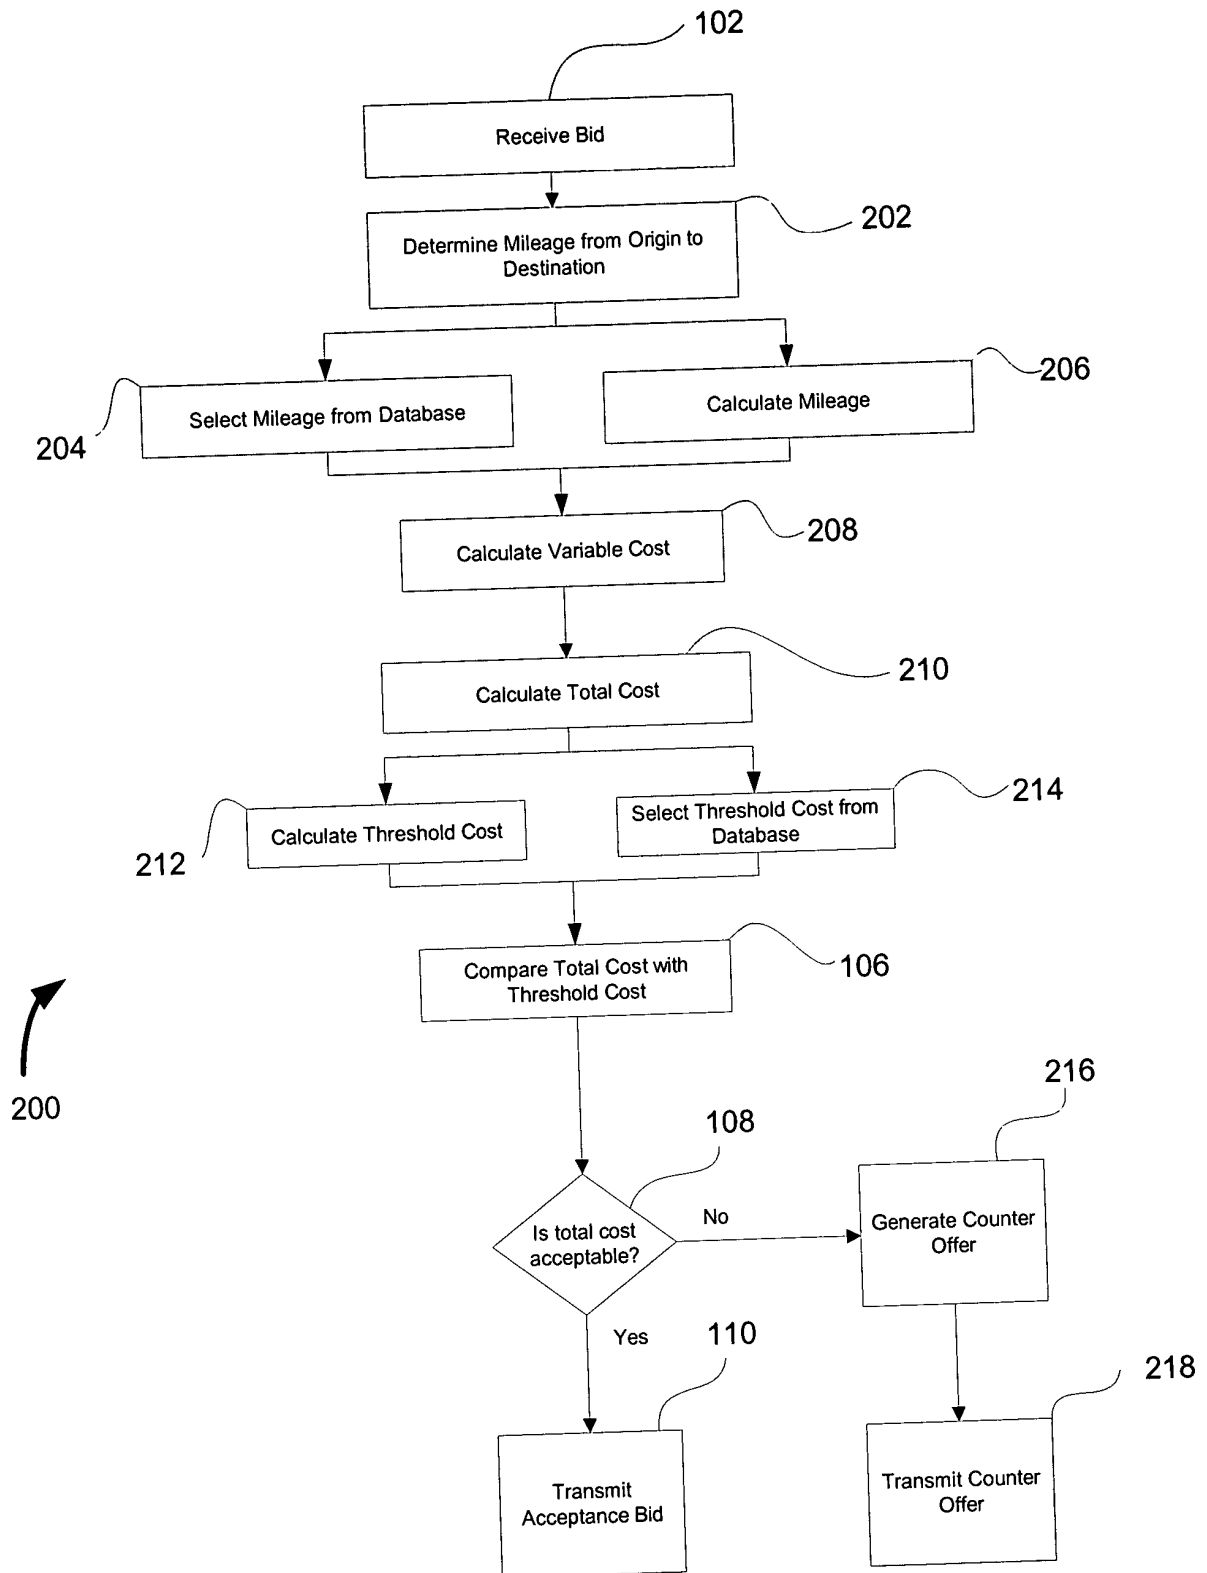 102
Receive Bid
202
Determine Mileage from Origin to
Destination
204
Select Mileage from Database
206
Calculate Mileage
208
Calculate Variable Cost
210
Calculate Total Cost
212
Calculate Threshold Cost
214
Select Threshold Cost from
Database
106
Compare Total Cost with
Threshold Cost
200
108
Is total cost
acceptable?
No
216
Generate Counter
Offer
Yes
110
Transmit
Acceptance Bid
218
Transmit Counter
Offer